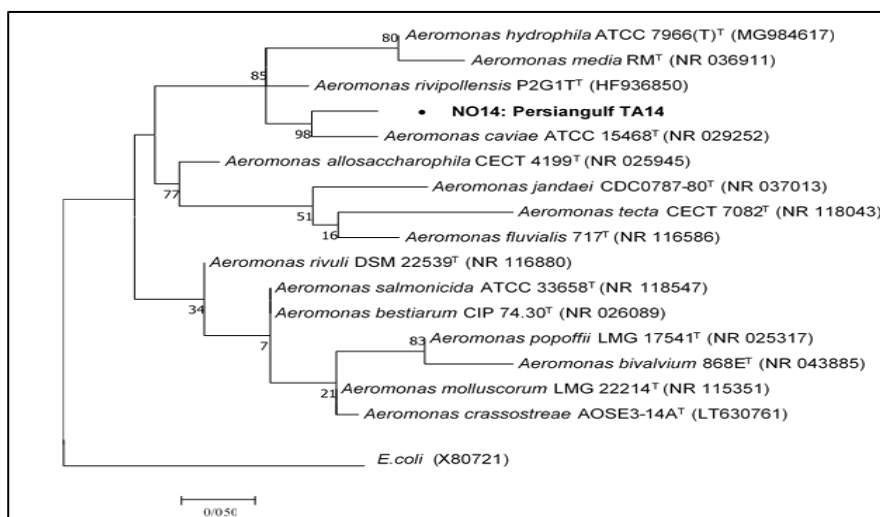 80
Aeromonas hydrophila ATCC 7966(T)ᵀ (MG984617)
Aeromonas media RMᵀ (NR 036911)
85
Aeromonas rivipollensis P2G1Tᵀ (HF936850)
• NO14: Persiangulf TA14
98
Aeromonas caviae ATCC 15468ᵀ (NR 029252)
Aeromonas allosaccharophila CECT 4199ᵀ (NR 025945)
77
Aeromonas jandaei CDC0787-80ᵀ (NR 037013)
51
Aeromonas tecta CECT 7082ᵀ (NR 118043)
16
Aeromonas fluvialis 717ᵀ (NR 116586)
Aeromonas rivuli DSM 22539ᵀ (NR 116880)
34
Aeromonas salmonicida ATCC 33658ᵀ (NR 118547)
Aeromonas bestiarum CIP 74.30ᵀ (NR 026089)
7
83
Aeromonas popoffii LMG 17541ᵀ (NR 025317)
Aeromonas bivalvium 868Eᵀ (NR 043885)
21
Aeromonas molluscorum LMG 22214ᵀ (NR 115351)
Aeromonas crassostreae AOSE3-14Aᵀ (LT630761)
E.coli (X80721)
0/050